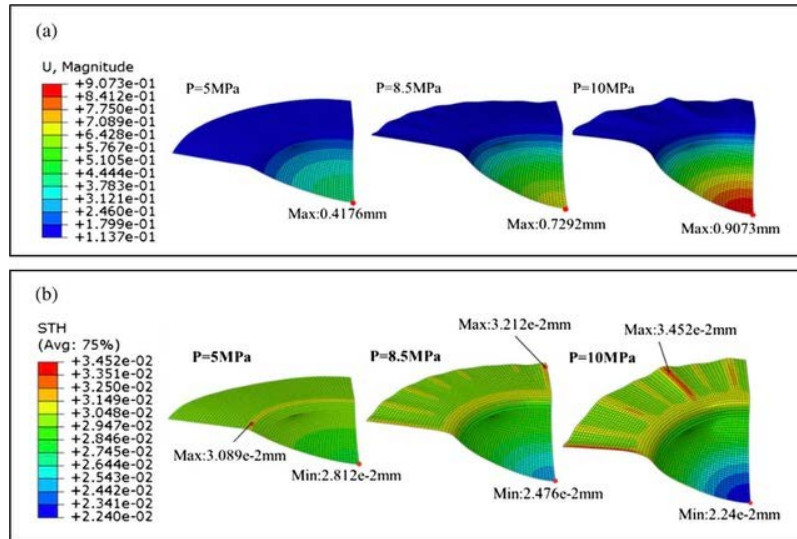 (a)
U, Magnitude
+9.073e-01
+8.412e-01
+7.750e-01
+7.089e-01
+6.428e-01
+5.767e-01
+5.105e-01
+4.444e-01
+3.783e-01
+3.121e-01
+2.460e-01
+1.799e-01
+1.137e-01
P=5MPa
P=8.5MPa
P=10MPa
Max:0.4176mm
Max:0.7292mm
Max:0.9073mm
(b)
STH
(Avg: 75%)
+3.452e-02
+3.351e-02
+3.250e-02
+3.149e-02
+3.048e-02
+2.947e-02
+2.846e-02
+2.745e-02
+2.644e-02
+2.543e-02
+2.442e-02
+2.341e-02
+2.240e-02
P=5MPa
P=8.5MPa
P=10MPa
Max:3.212e-2mm
Max:3.452e-2mm
Max:3.089e-2mm
Min:2.812e-2mm
Min:2.476e-2mm
Min:2.24e-2mm